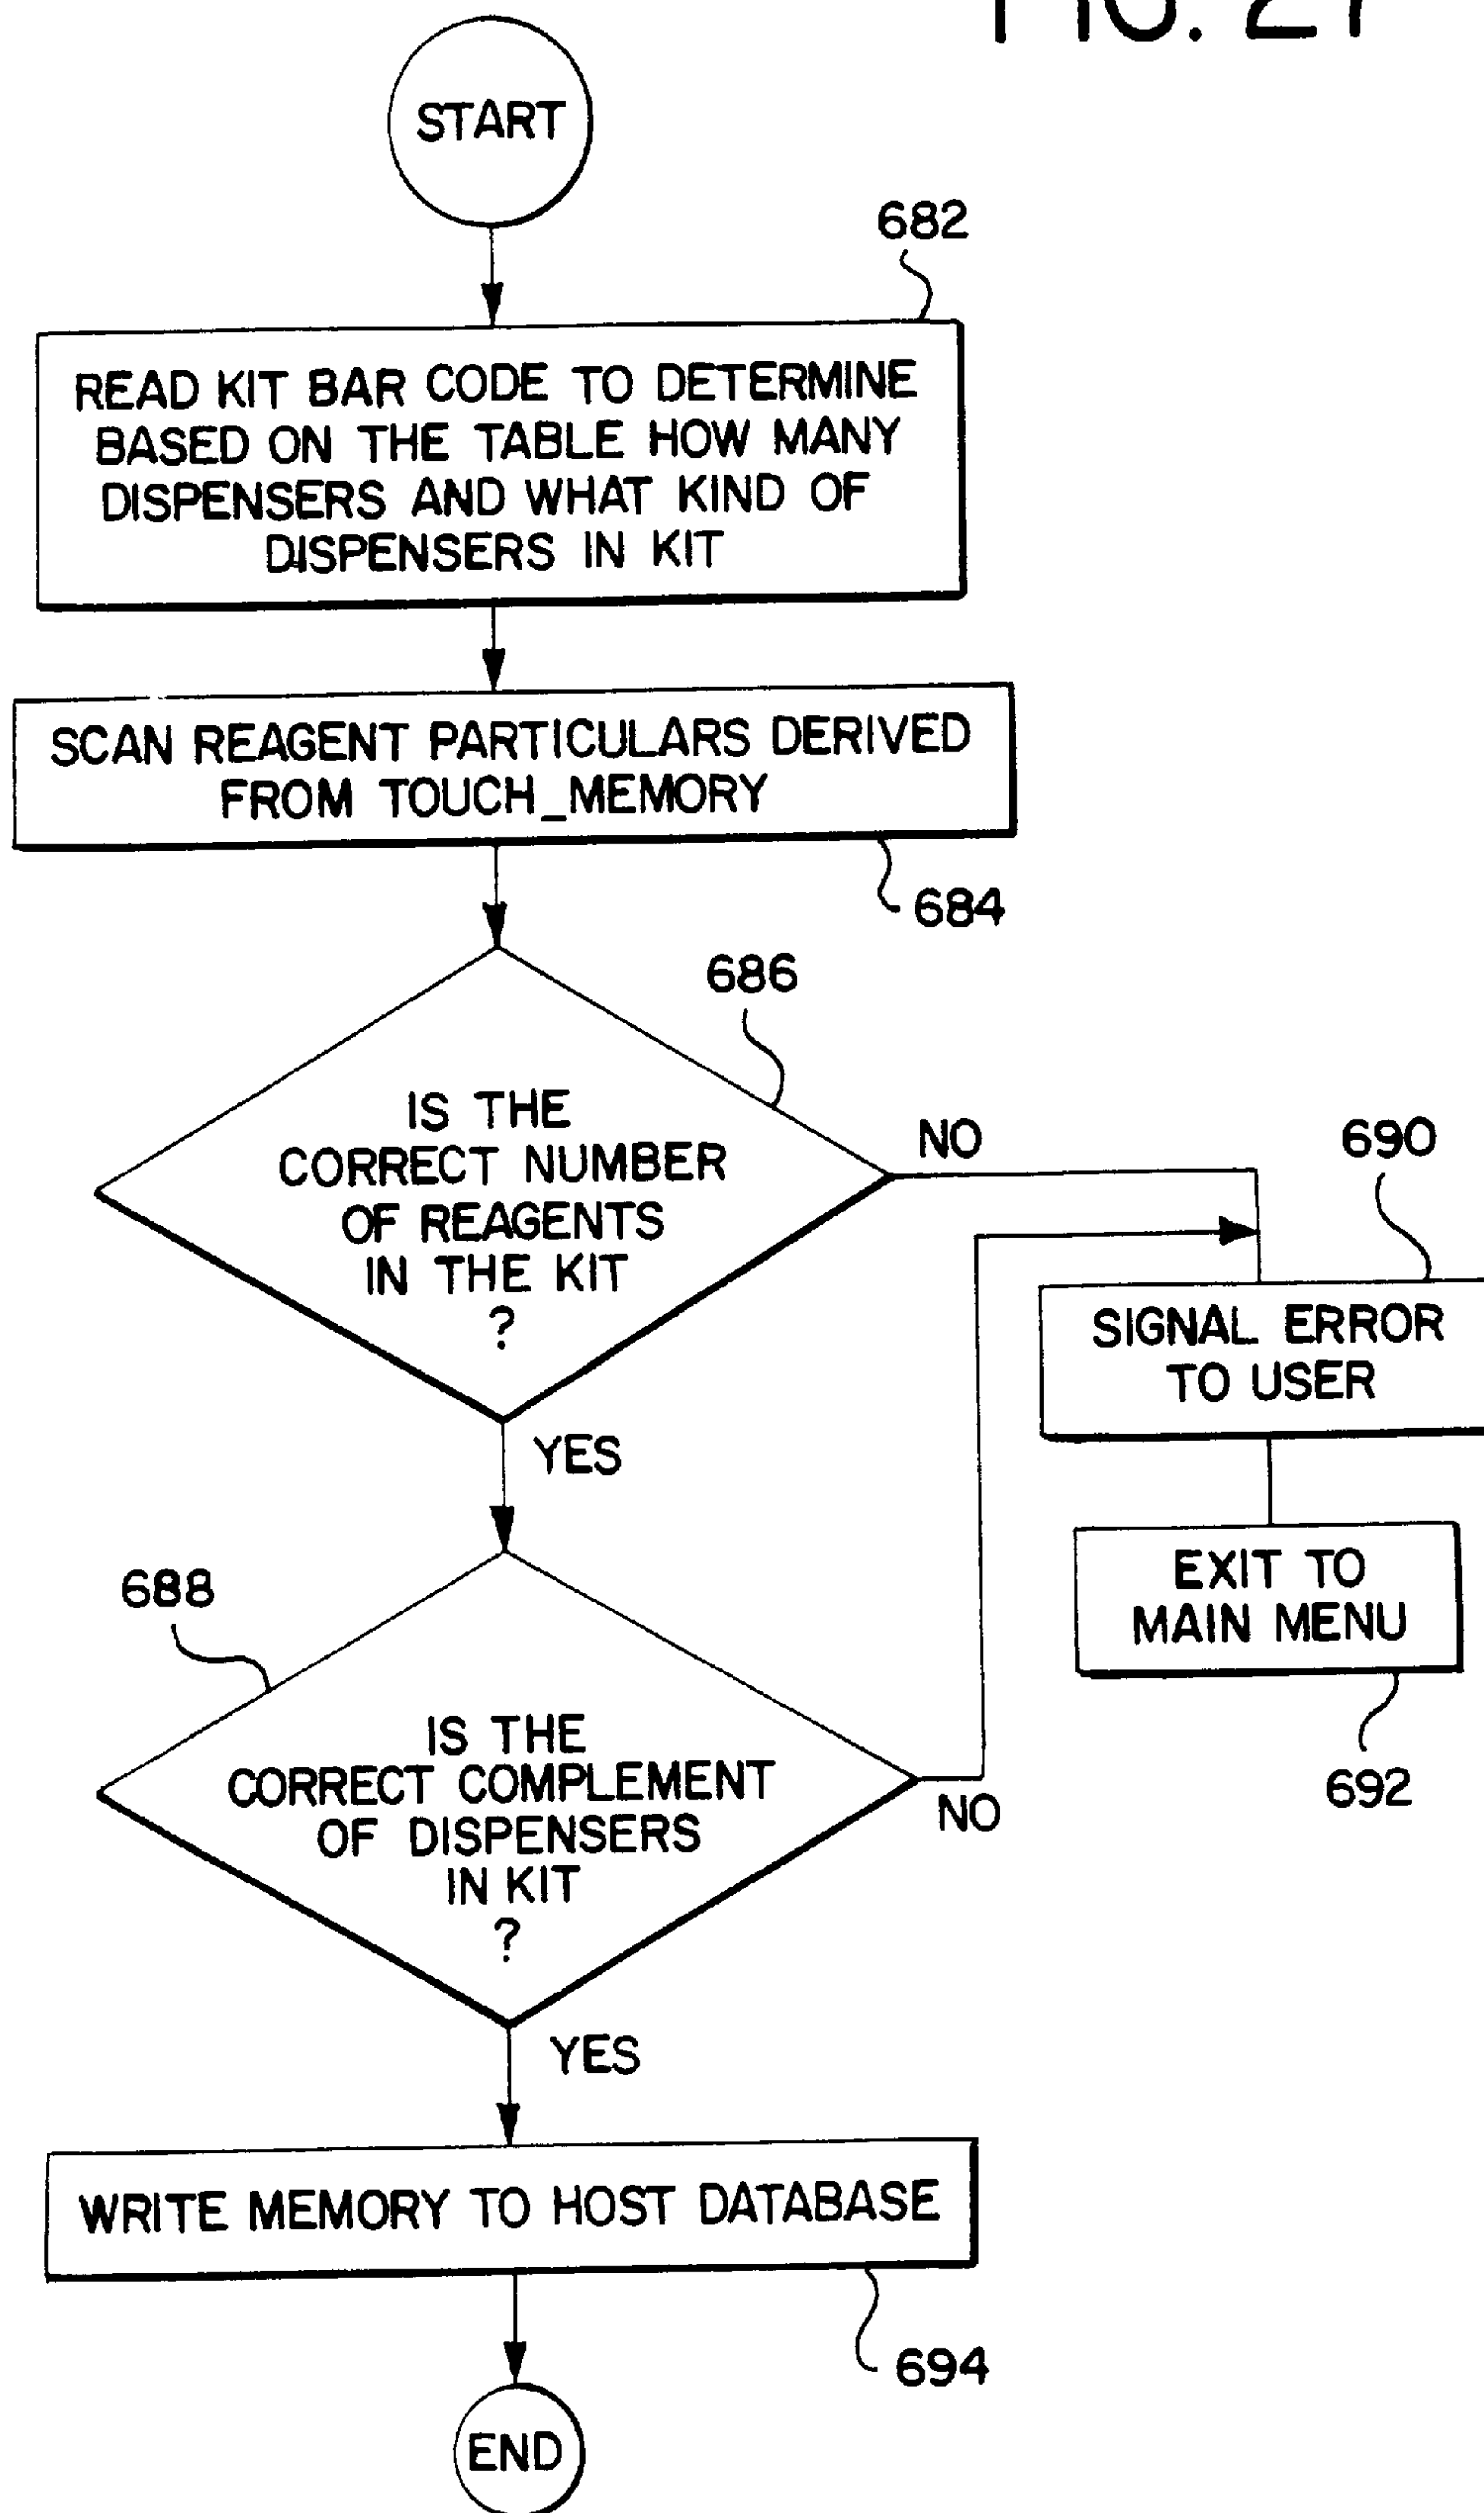 FIG. 27
START
682
READ KIT BAR CODE TO DETERMINE
BASED ON THE TABLE HOW MANY
DISPENSERS AND WHAT KIND OF
DISPENSERS IN KIT
SCAN REAGENT PARTICULARS DERIVED
FROM TOUCH_MEMORY
684
686
IS THE
CORRECT NUMBER
OF REAGENTS
IN THE KIT
?
NO
690
SIGNAL ERROR
TO USER
YES
EXIT TO
MAIN MENU
692
688
IS THE
CORRECT COMPLEMENT
OF DISPENSERS
IN KIT
?
NO
YES
WRITE MEMORY TO HOST DATABASE
694
END